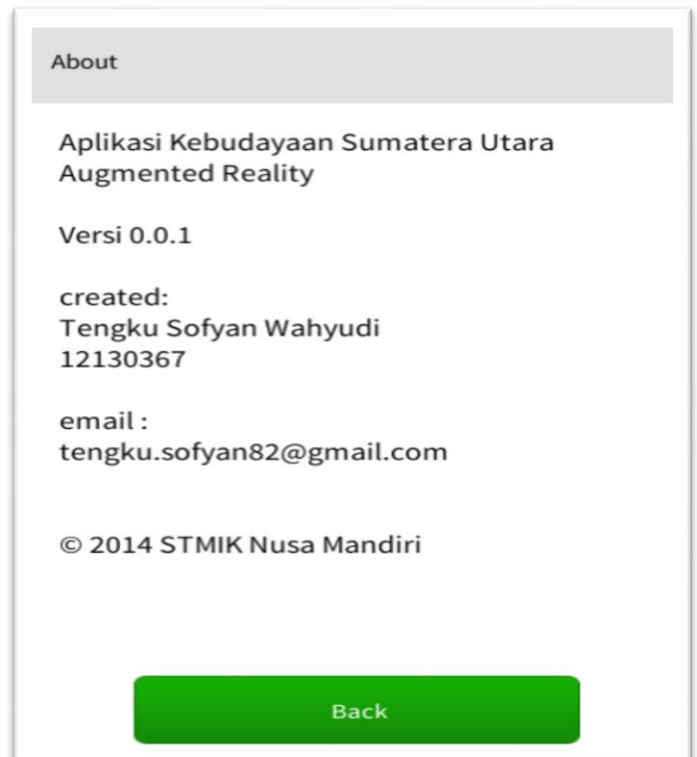 About
Aplikasi Kebudayaan Sumatera Utara
Augmented Reality
Versi 0.0.1
created:
Tengku Sofyan Wahyudi
12130367
email :
tengku.sofyan82@gmail.com
© 2014 STMIK Nusa Mandiri
Back